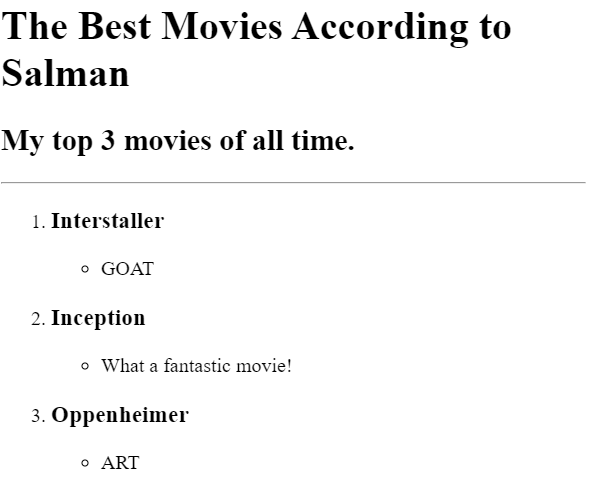 The Best Movies According to
Salman
My top 3 movies of all time.
1. Interstaller
GOAT
2. Inception
What a fantastic movie!
3. Oppenheimer
ART